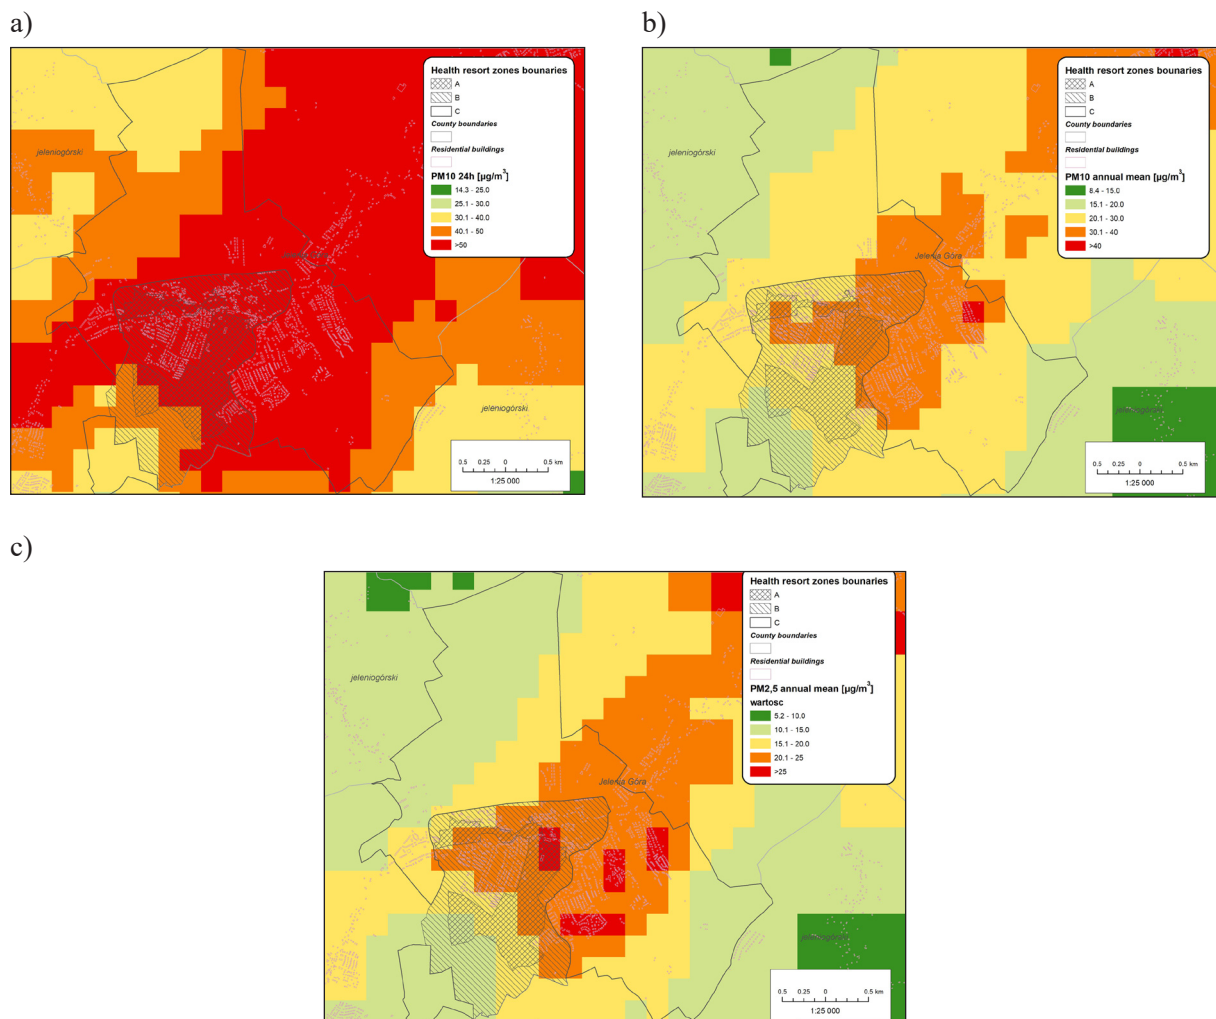 a)
Health resort zones bounaries
A
B
C
County boundaries
Residential buildings
PM10 24h [µg/m³]
14.3 - 25.0
25.1 - 30.0
30.1 - 40.0
40.1 - 50
>50
jeleniogórski
Jelenia Góra
jeleniogórski
0.5 0.25 0 0.5 km
1:25 000
b)
Health resort zones bounaries
A
B
C
County boundaries
Residential buildings
PM10 annual mean [µg/m³]
8.4 - 15.0
15.1 - 20.0
20.1 - 30.0
30.1 - 40
>40
jeleniogórski
Jelenia Góra
jeleniogórski
0.5 0.25 0 0.5 km
1:25 000
c)
Health resort zones bounaries
A
B
C
County boundaries
Residential buildings
PM2,5 annual mean [µg/m³]
wartosc
5.2 - 10.0
10.1 - 15.0
15.1 - 20.0
20.1 - 25
>25
jeleniogórski
Jelenia Góra
jeleniogórski
0.5 0.25 0 0.5 km
1:25 000